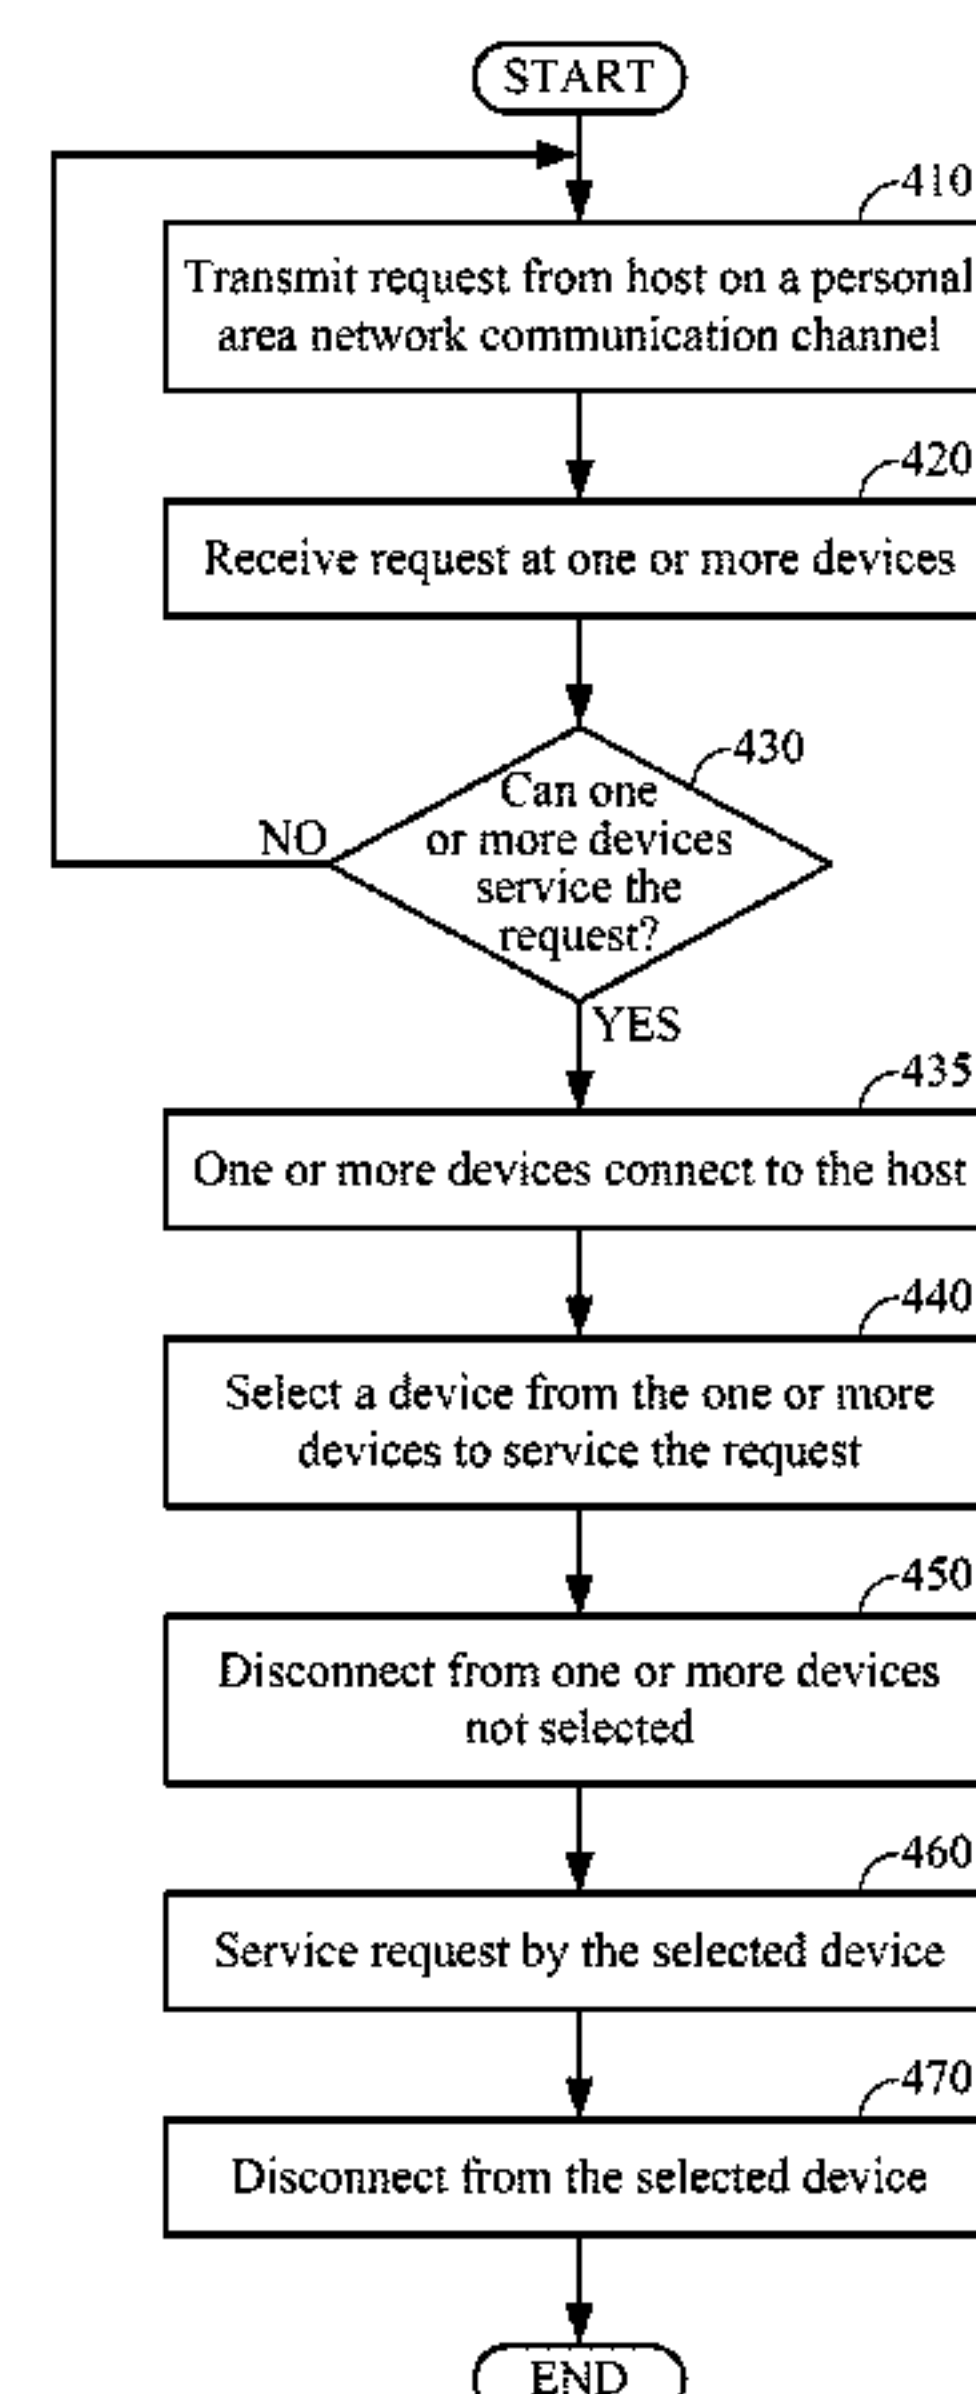 START
410
Transmit request from host on a personal
area network communication channel
420
Receive request at one or more devices
430
Can one
or more devices
service the
request?
NO
YES
435
One or more devices connect to the host
440
Select a device from the one or more
devices to service the request
450
Disconnect from one or more devices
not selected
460
Service request by the selected device
470
Disconnect from the selected device
END